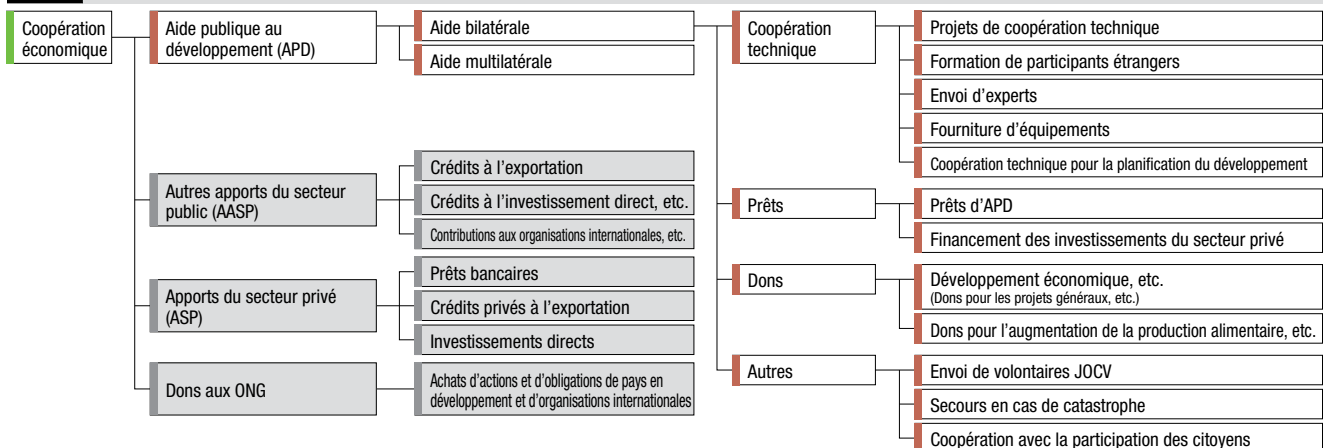 Coopération
économique
Aide publique au
développement (APD)
Aide bilatérale
Aide multilatérale
Autres apports du secteur
public (AASP)
Crédits à l'exportation
Crédits à l'investissement direct, etc.
Contributions aux organisations internationales, etc.
Apports du secteur privé
(ASP)
Prêts bancaires
Crédits privés à l'exportation
Investissements directs
Dons aux ONG
Achats d'actions et d'obligations de pays en
développement et d'organisations internationales
Coopération
technique
Projets de coopération technique
Formation de participants étrangers
Envoi d'experts
Fourniture d'équipements
Coopération technique pour la planification du développement
Prêts
Prêts d'APD
Financement des investissements du secteur privé
Dons
Développement économique, etc.
(Dons pour les projets généraux, etc.)
Dons pour l'augmentation de la production alimentaire, etc.
Autres
Envoi de volontaires JOCV
Secours en cas de catastrophe
Coopération avec la participation des citoyens